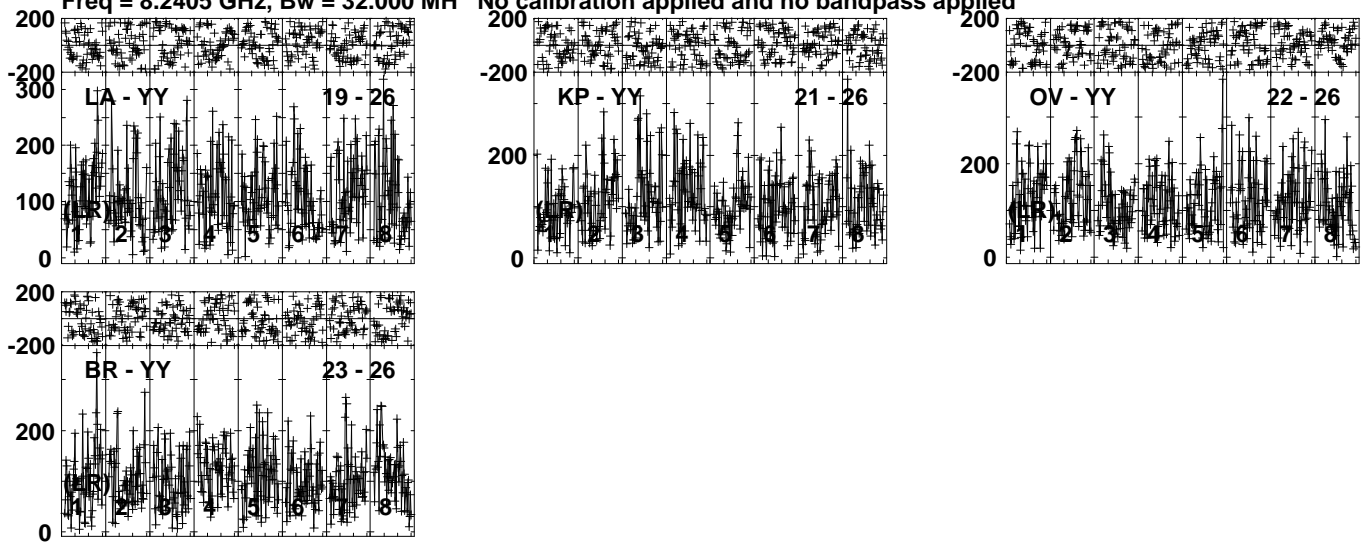 Freq = 8.2405 GHz, Bw = 32.000 MH No calibration applied and no bandpass applied
200
-200
300
200
100
0
LA - YY 19 - 26
(LR)
1 2 3 4 5 6 7 8
200
-200
200
0
KP - YY 21 - 26
(LR)
1 2 3 4 5 6 7 8
200
-200
200
0
OV - YY 22 - 26
(LR)
1 2 3 4 5 6 7 8
200
-200
200
0
BR - YY 23 - 26
(LR)
1 2 3 4 5 6 7 8